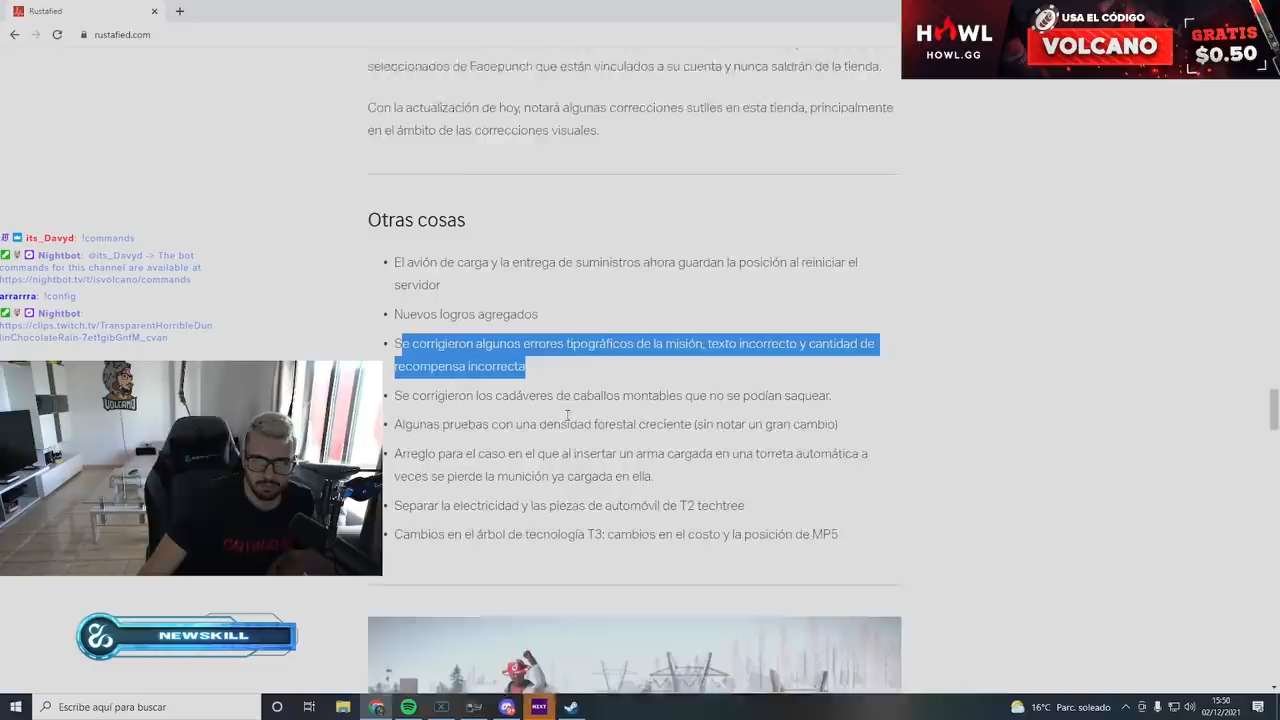 Rustafied
rustafied.com
HOWL
HOWL.GG
USA EL CÓDIGO
VOLCANO
GRATIS
$0.50
seleccionados de Facepunch que están vinculados a su cuenta y nunca saldrán de la tienda.
Con la actualización de hoy, notará algunas correcciones sutiles en esta tienda, principalmente
en el ámbito de las correcciones visuales.
Otras cosas
• El avión de carga y la entrega de suministros ahora guardan la posición al reiniciar el
servidor
• Nuevos logros agregados
• Se corrigieron algunos errores tipográficos de la misión, texto incorrecto y cantidad de
recompensa incorrecta
• Se corrigieron los cadáveres de caballos montables que no se podían saquear.
• Algunas pruebas con una densidad forestal creciente (sin notar un gran cambio)
• Arreglo para el caso en el que al insertar un arma cargada en una torreta automática a
veces se pierde la munición ya cargada en ella.
• Separar la electricidad y las piezas de automóvil de T2 techtree
• Cambios en el árbol de tecnología T3: cambios en el costo y la posición de MP5
its_Davyd: !commands
Nightbot: @its_Davyd -> The bot
commands for this channel are available at
https://nightbot.tv/t/isvolcano/commands
arrarrra: !config
Nightbot:
https://clips.twitch.tv/TransparentHorribleDun
linChocolateRain-7et1gibGnfM_cvan
VOLCANO
NEWSKILL
Escribe aquí para buscar
NEXT
16°C Parc. soleado
15:50
02/12/2021